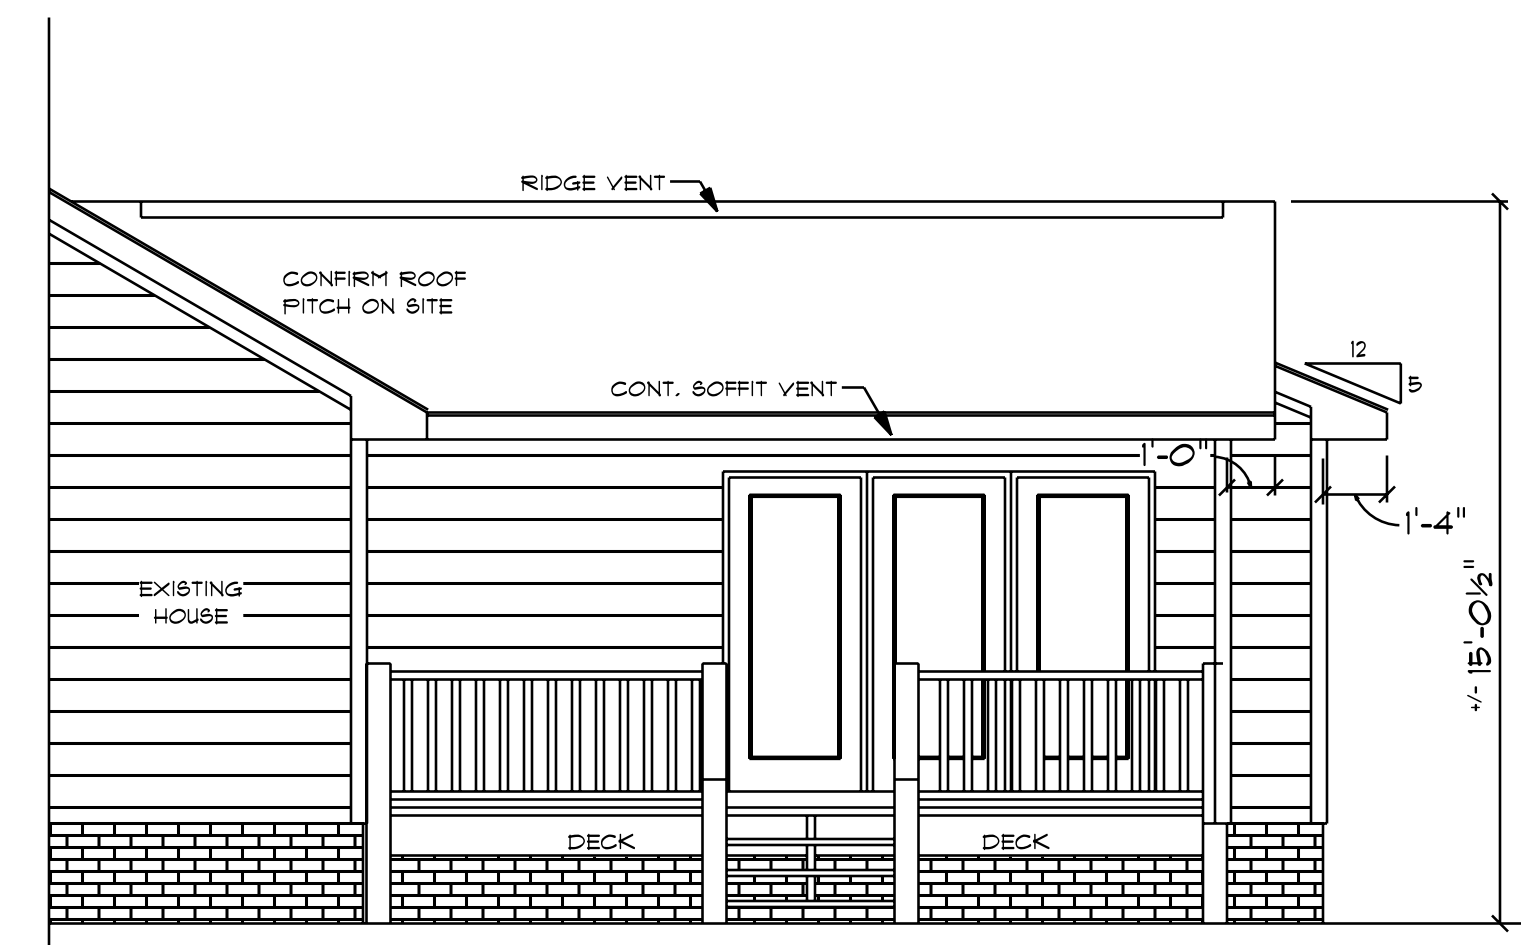 RIDGE VENT
CONFIRM ROOF
PITCH ON SITE
12
5
CONT. SOFFIT VENT
1'-0"
1'-4"
EXISTING
HOUSE
+/- 15'-0½"
DECK
DECK